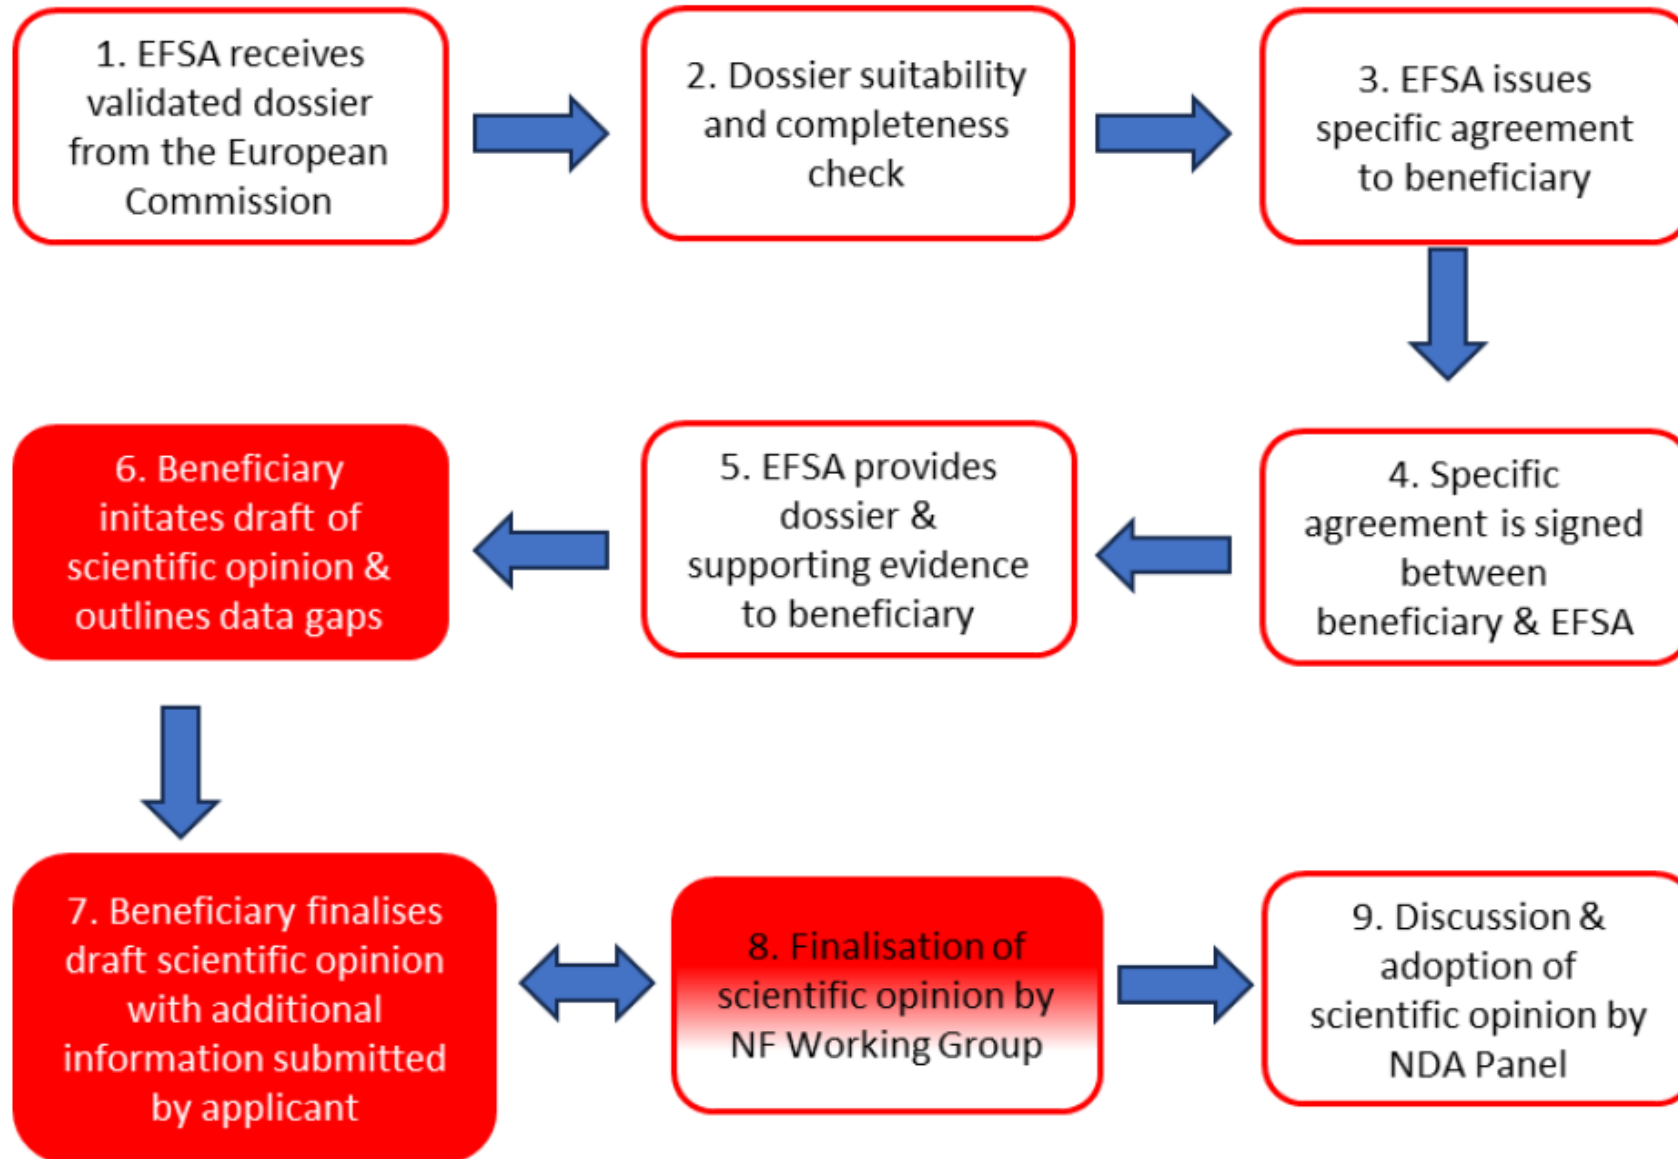 1. EFSA receives
validated dossier
from the European
Commission
2. Dossier suitability
and completeness
check
3. EFSA issues
specific agreement
to beneficiary
4. Specific
agreement is signed
between
beneficiary & EFSA
5. EFSA provides
dossier &
supporting evidence
to beneficiary
6. Beneficiary
initates draft of
scientific opinion &
outlines data gaps
7. Beneficiary finalises
draft scientific opinion
with additional
information submitted
by applicant
8. Finalisation of
scientific opinion by
NF Working Group
9. Discussion &
adoption of
scientific opinion by
NDA Panel